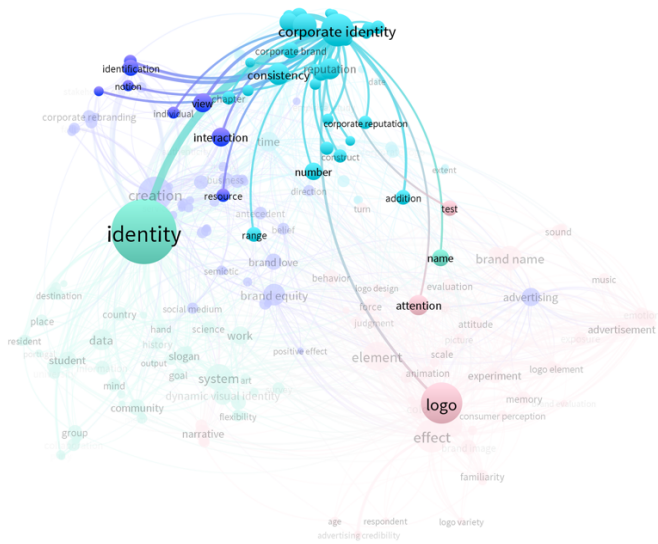 corporate identity
corporate brand
identification
reputation
consistency
date
notion
view
chapter
individual
corporate rebranding
corporate reputation
interaction
time
construct
number
extent
business
direction
creation
resource
addition
test
antecedent
turn
belief
identity
range
sound
name
brand name
brand love
semiotic
behavior
logo design
evaluation
music
destination
brand equity
advertising
attention
country
social medium
force
place
hand
science
judgment
attitude
advertisement
resident
data
history
work
picture
student
slogan
positive effect
element
scale
output
goal
logo element
system
art
animation
experiment
mind
dynamic visual identity
memory
community
flexibility
logo
consumer perception
group
narrative
effect
brand image
familiarity
age
respondent
logo variety
advertising credibility